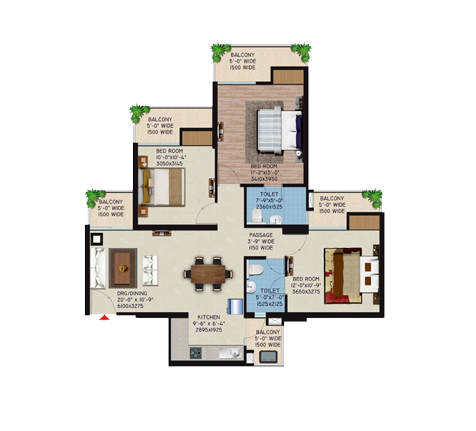 BALCONY
5'-0" WIDE
1500 WIDE
BALCONY
5'-0" WIDE
1500 WIDE
BED ROOM
10'-0"X10'-4"
3050X3145
BED ROOM
11'-2"X13'-0"
3410X3950
TOILET
7'-9"X5'-0"
2360X1525
BALCONY
5'-0" WIDE
1500 WIDE
BALCONY
5'-0" WIDE
1500 WIDE
PASSAGE
3'-9" WIDE
1150 WIDE
BED ROOM
12'-0"X10'-9"
3650X3275
DRG/DINING
20'-0" X 10'-9"
6100X3275
TOILET
5'-0"X7'-0"
1525X2125
KITCHEN
9'-6" X 6'-4"
2895X1925
BALCONY
5'-0" WIDE
1500 WIDE